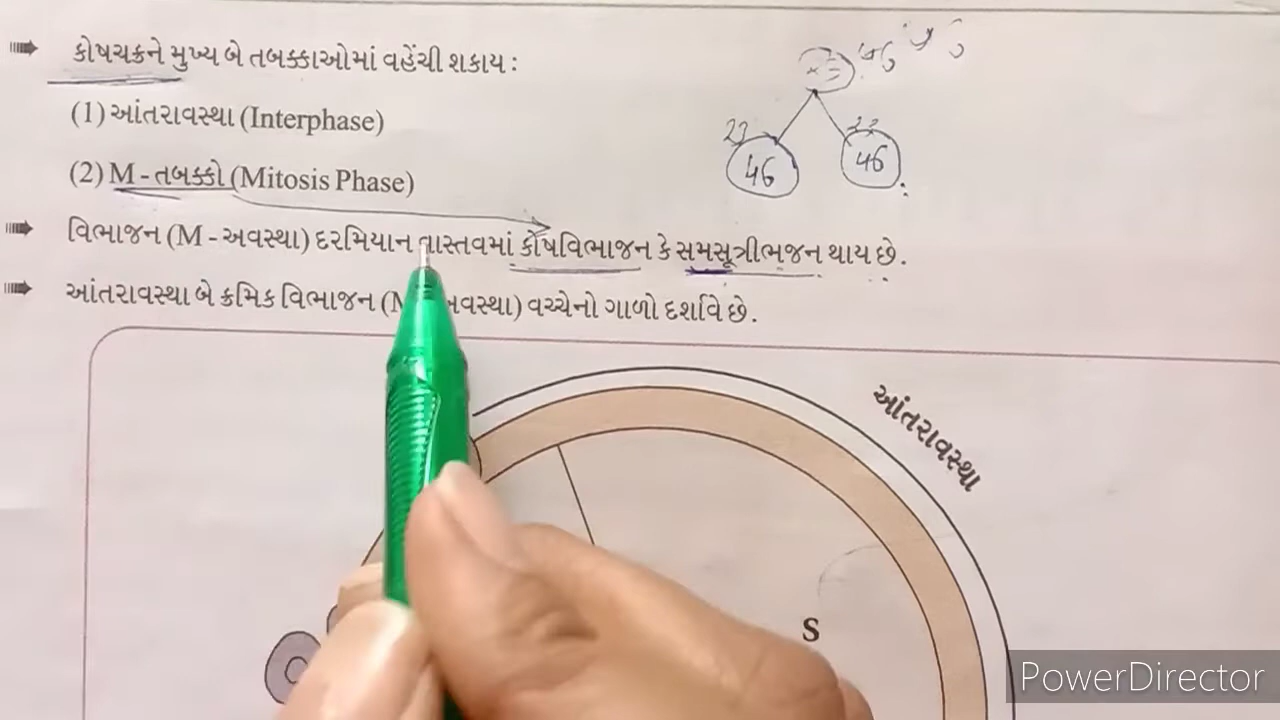 કોષચક્રને મુખ્ય બે તબક્કાઓમાં વહેંચી શકાય :
(1) આંતરાવસ્થા (Interphase)
(2) M - તબક્કો (Mitosis Phase)
23
46
46
વિભાજન (M - અવસ્થા) દરમિયાન વાસ્તવમાં કોષવિભાજન કે સમસૂત્રીભજન થાય છે.
આંતરાવસ્થા બે ક્રમિક વિભાજન વચ્ચેનો ગાળો દર્શાવે છે.
આંતરાવસ્થા
S
PowerDirector